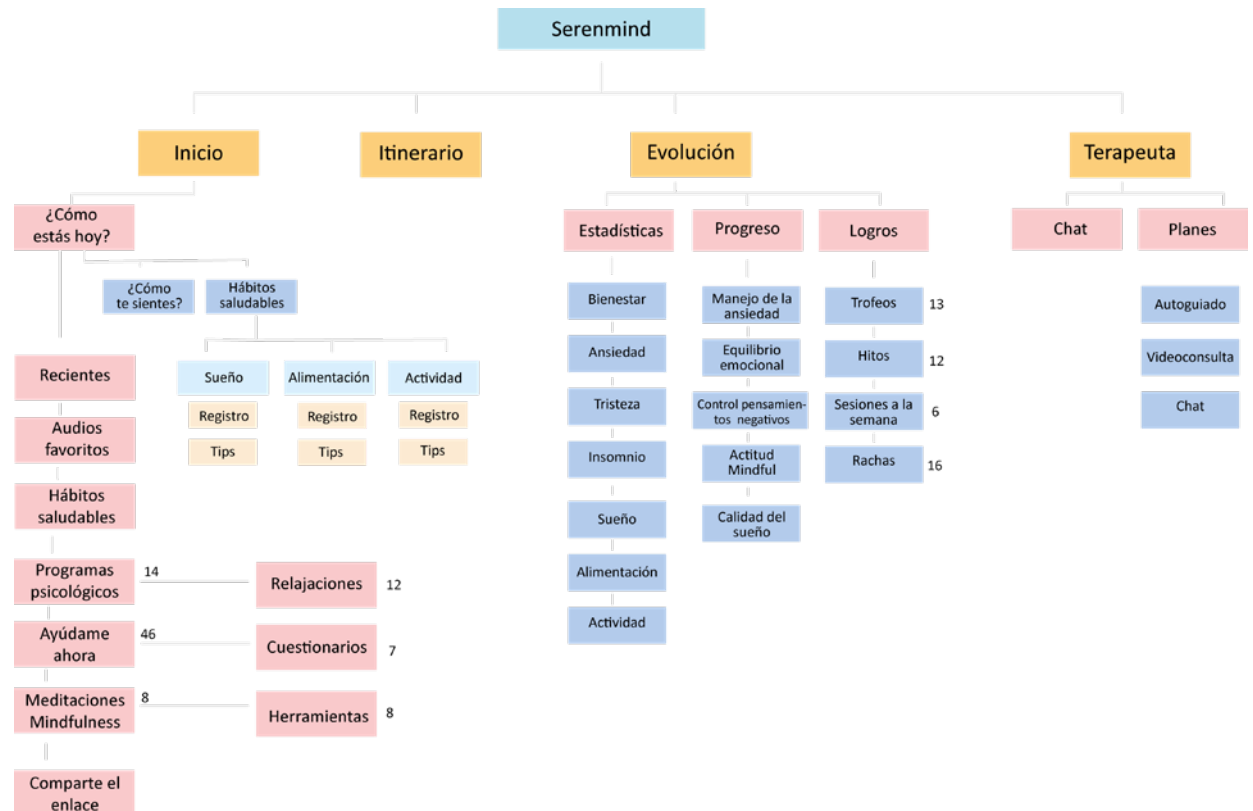 Serenmind
Inicio
Itinerario
Evolución
Terapeuta
¿Cómo
estás hoy?
¿Cómo
te sientes?
Hábitos
saludables
Sueño
Alimentación
Actividad
Registro
Registro
Registro
Tips
Tips
Tips
Recientes
Audios
favoritos
Hábitos
saludables
Programas
psicológicos
14
Relajaciones
12
Ayúdame
ahora
46
Cuestionarios
7
Meditaciones
Mindfulness
8
Herramientas
8
Comparte el
enlace
Estadísticas
Bienestar
Ansiedad
Tristeza
Insomnio
Sueño
Alimentación
Actividad
Progreso
Manejo de la
ansiedad
Equilibrio
emocional
Control pensamien-
tos negativos
Actitud
Mindful
Calidad del
sueño
Logros
Trofeos
13
Hitos
12
Sesiones a la
semana
6
Rachas
16
Chat
Planes
Autoguiado
Videoconsulta
Chat